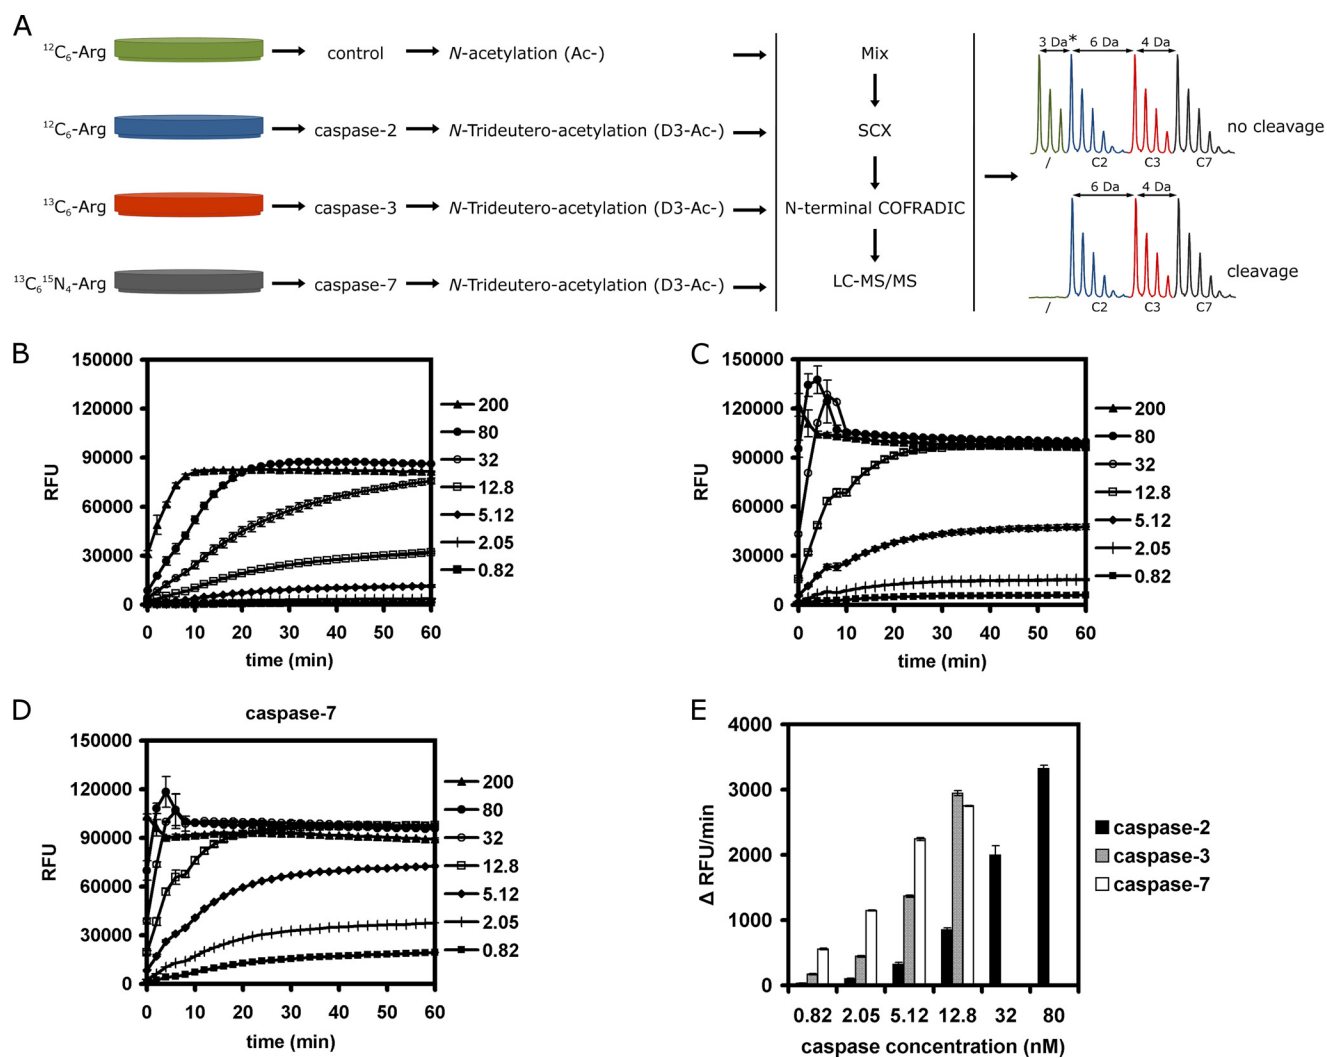 A
¹²C₆-Arg → control → N-acetylation (Ac-)
¹²C₆-Arg → caspase-2 → N-Trideutero-acetylation (D3-Ac-)
¹³C₆-Arg → caspase-3 → N-Trideutero-acetylation (D3-Ac-)
¹³C₆¹⁵N₄-Arg → caspase-7 → N-Trideutero-acetylation (D3-Ac-)
Mix
SCX
N-terminal COFRADIC
LC-MS/MS
3 Da* 6 Da 4 Da
no cleavage
/ C2 C3 C7
6 Da 4 Da
cleavage
/ C2 C3 C7
B
150000
120000
90000
60000
30000
0
RFU
0 10 20 30 40 50 60
time (min)
200
80
32
12.8
5.12
2.05
0.82
C
150000
120000
90000
60000
30000
0
RFU
0 10 20 30 40 50 60
time (min)
200
80
32
12.8
5.12
2.05
0.82
D
caspase-7
150000
120000
90000
60000
30000
0
RFU
0 10 20 30 40 50 60
time (min)
200
80
32
12.8
5.12
2.05
0.82
E
4000
3000
2000
1000
0
Δ RFU/min
0.82 2.05 5.12 12.8 32 80
caspase concentration (nM)
caspase-2
caspase-3
caspase-7